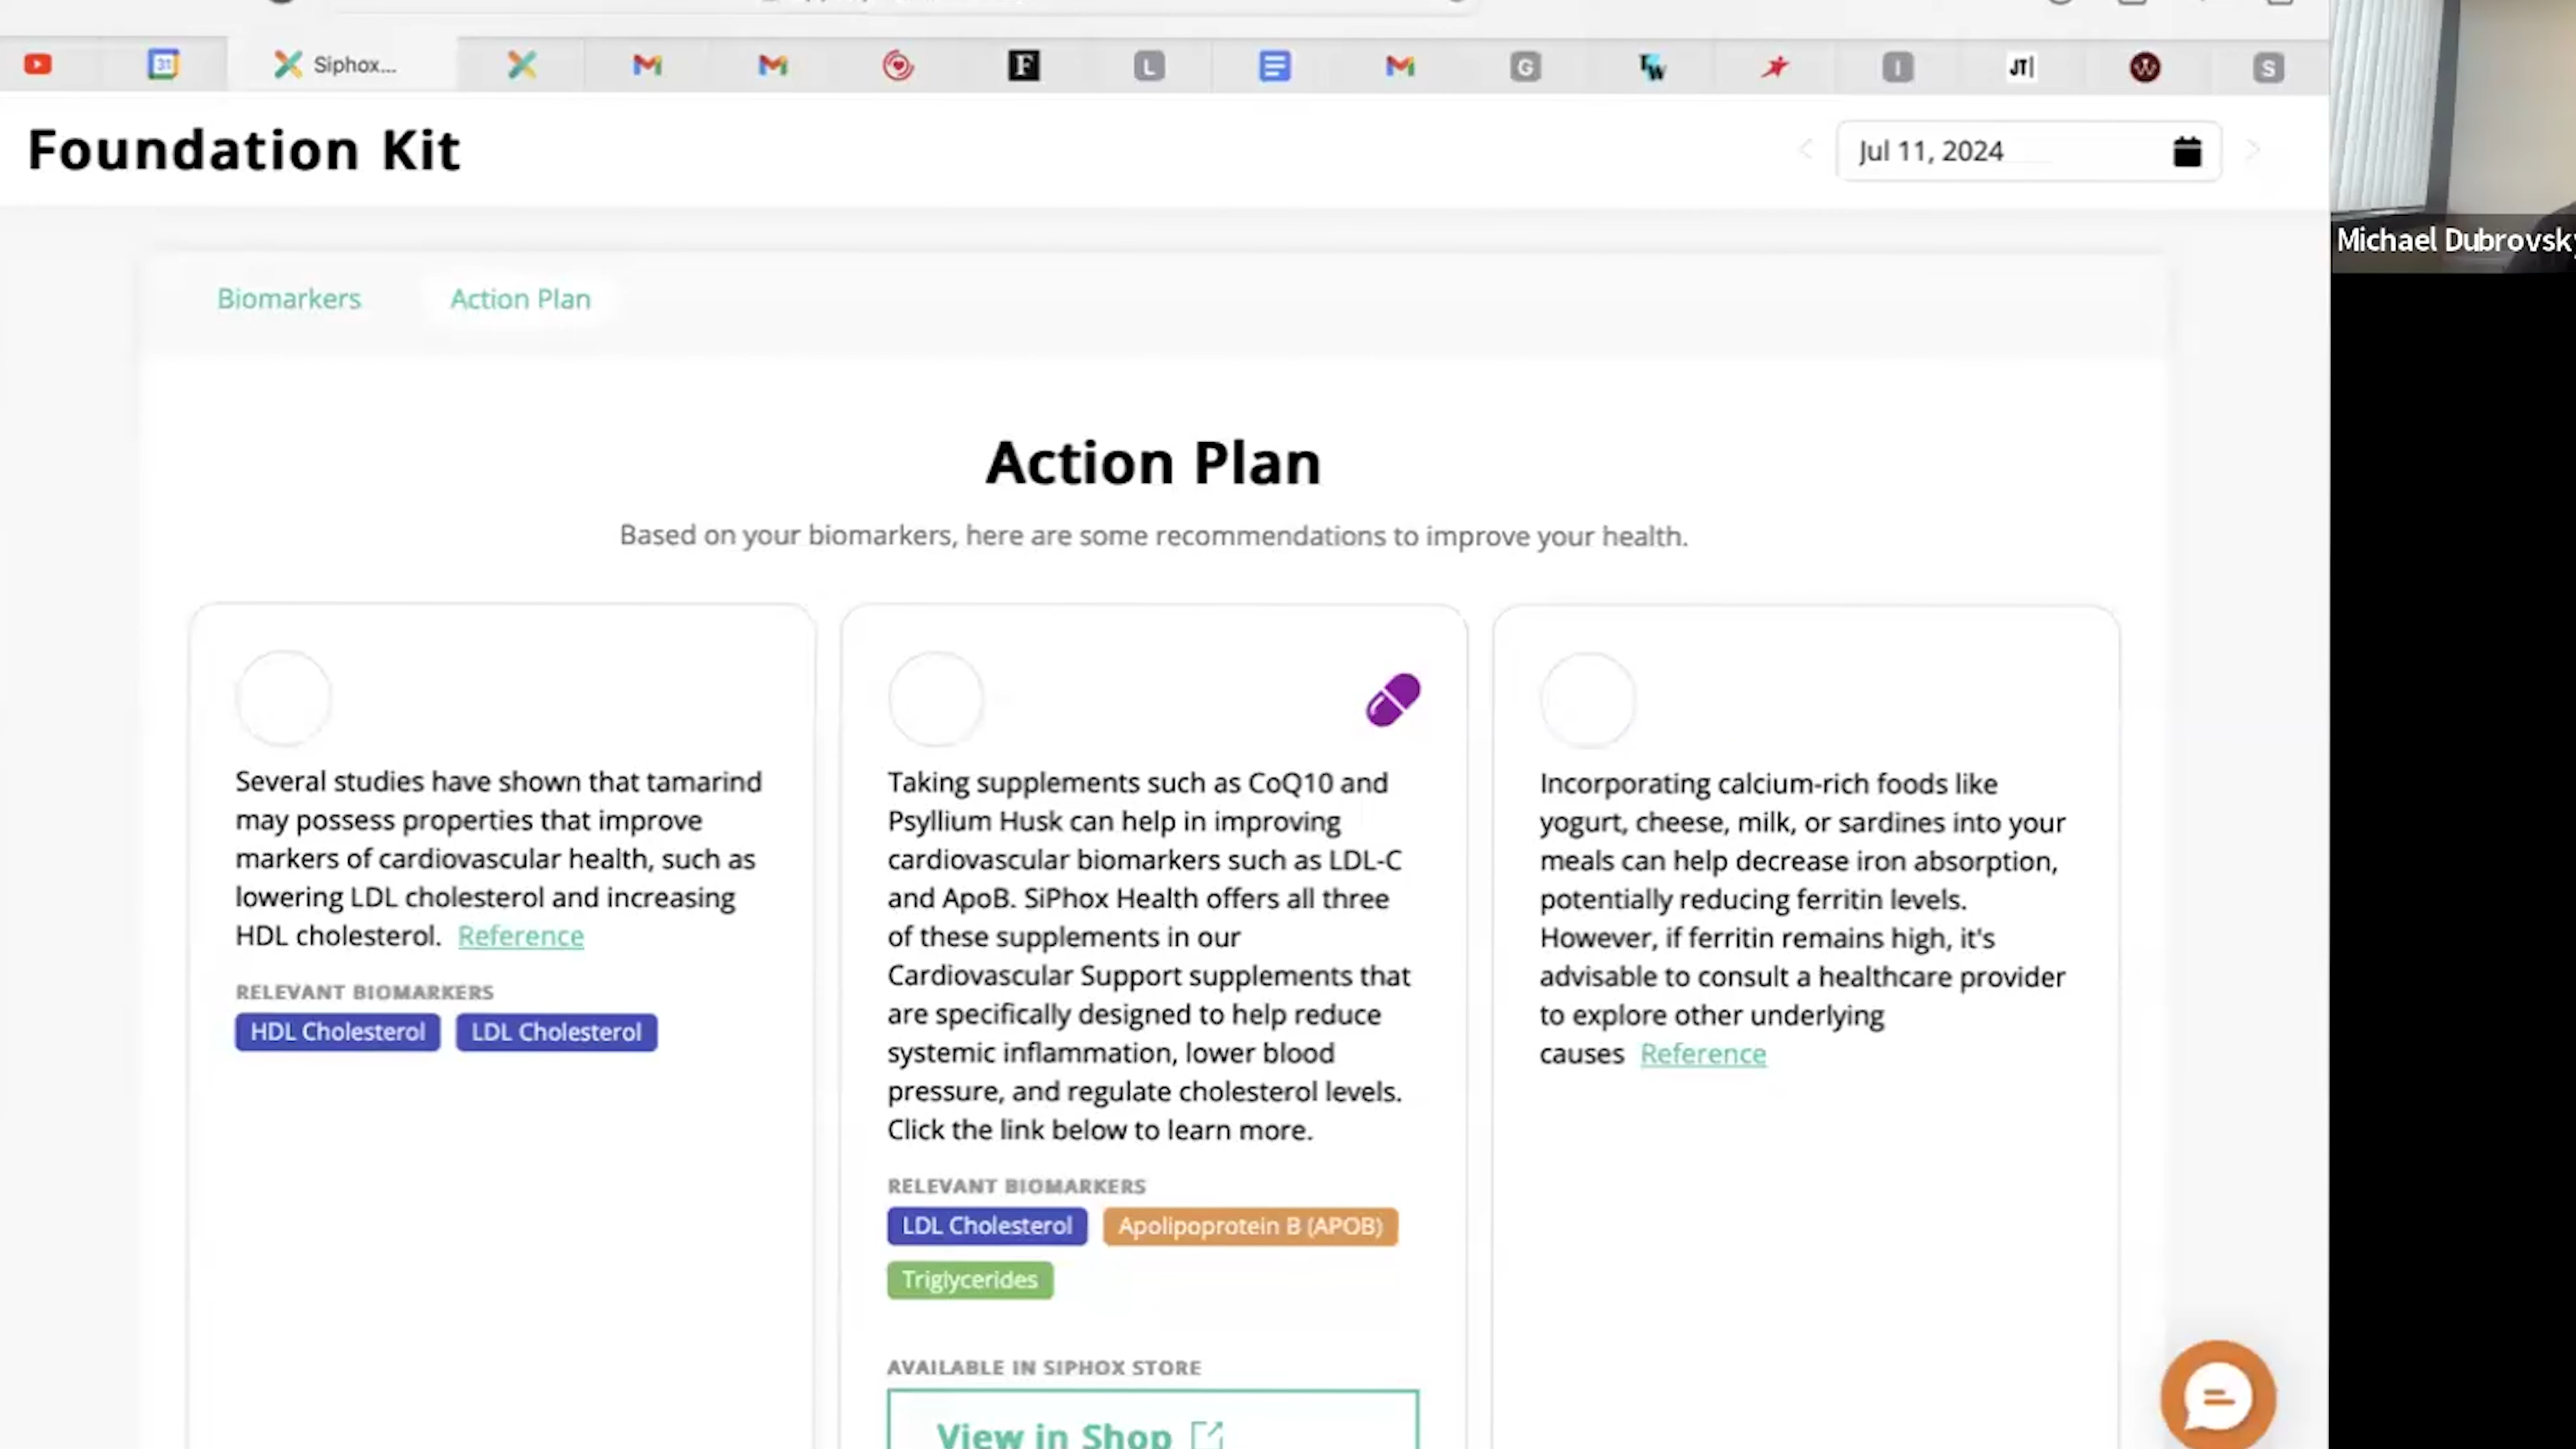 Siphox...
F
L
G
TW
I
JT|
W
S
31
Foundation Kit
Jul 11, 2024
Michael Dubrovsky
Biomarkers
Action Plan
Action Plan
Based on your biomarkers, here are some recommendations to improve your health.
Several studies have shown that tamarind
may possess properties that improve
markers of cardiovascular health, such as
lowering LDL cholesterol and increasing
HDL cholesterol. Reference
RELEVANT BIOMARKERS
HDL Cholesterol
LDL Cholesterol
Taking supplements such as CoQ10 and
Psyllium Husk can help in improving
cardiovascular biomarkers such as LDL-C
and ApoB. SiPhox Health offers all three
of these supplements in our
Cardiovascular Support supplements that
are specifically designed to help reduce
systemic inflammation, lower blood
pressure, and regulate cholesterol levels.
Click the link below to learn more.
RELEVANT BIOMARKERS
LDL Cholesterol
Apolipoprotein B (APOB)
Triglycerides
AVAILABLE IN SIPHOX STORE
View in Shop
Incorporating calcium-rich foods like
yogurt, cheese, milk, or sardines into your
meals can help decrease iron absorption,
potentially reducing ferritin levels.
However, if ferritin remains high, it's
advisable to consult a healthcare provider
to explore other underlying
causes Reference